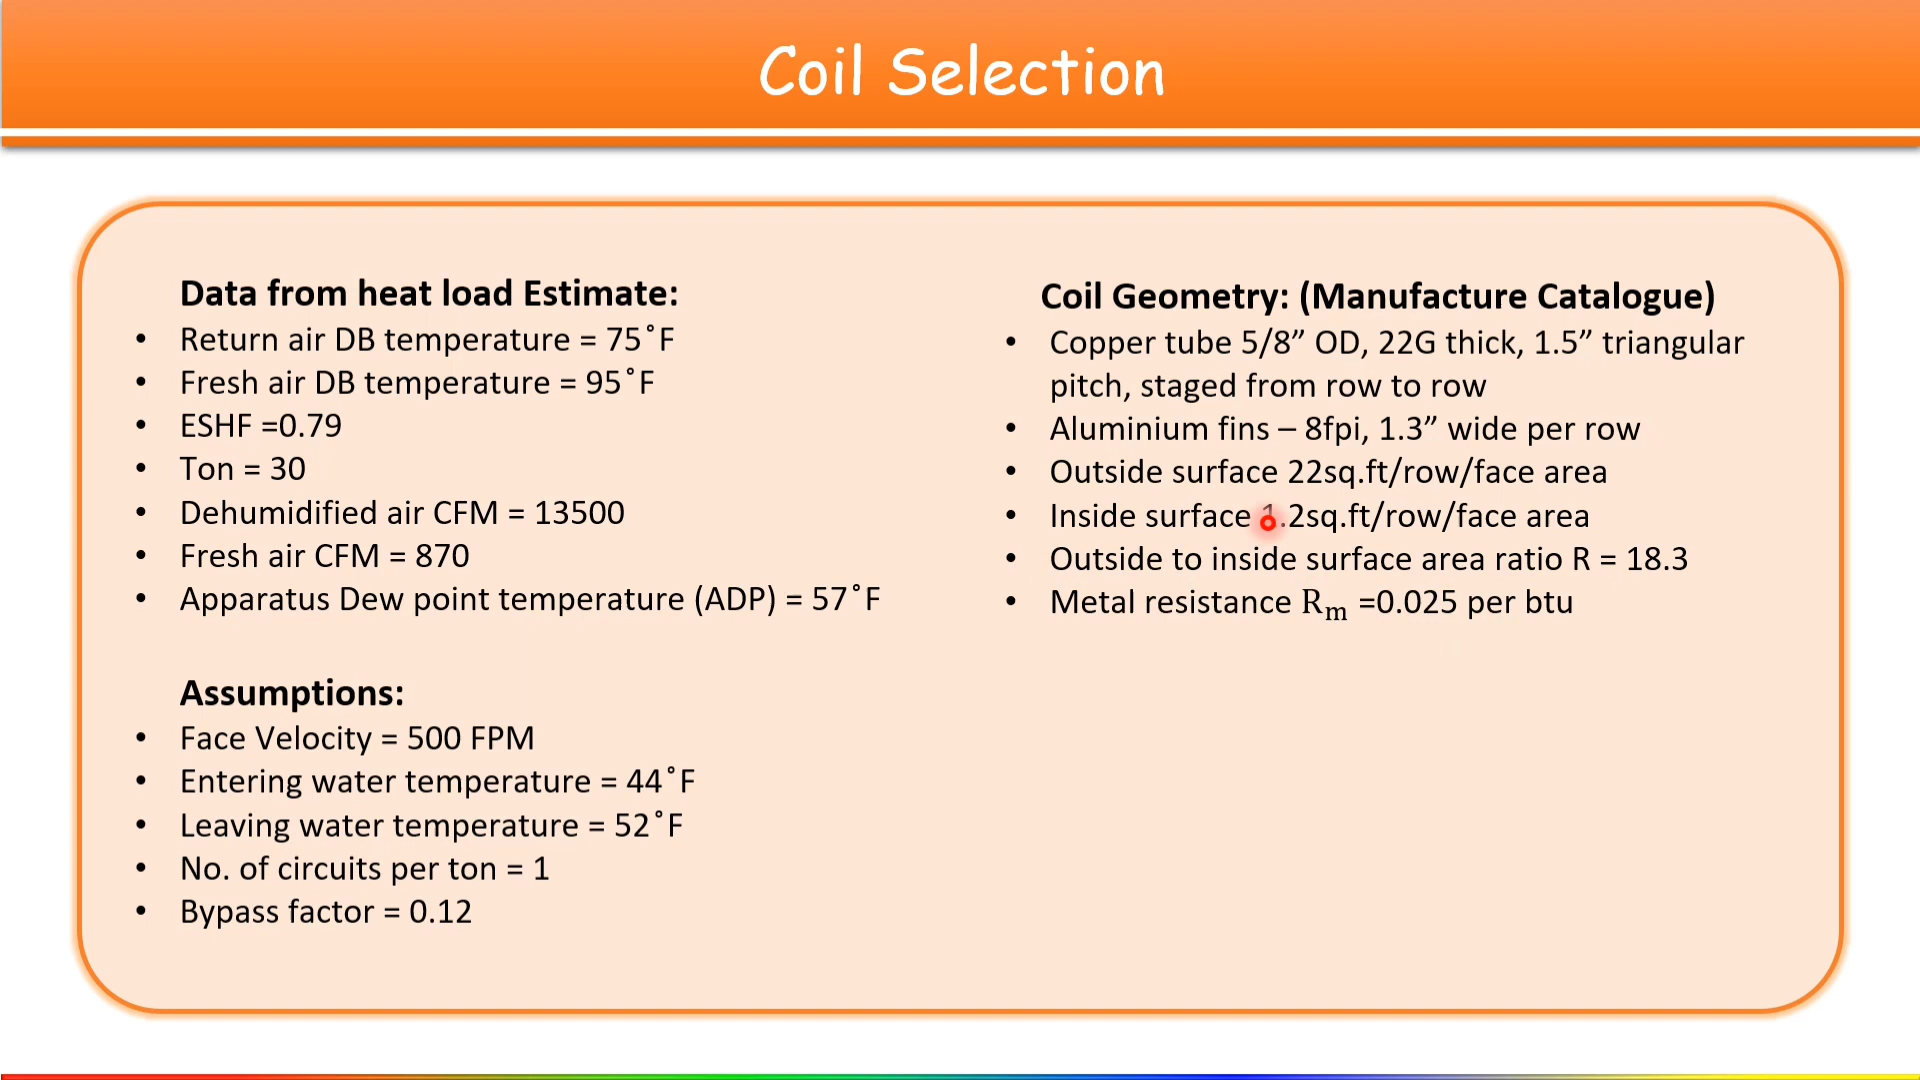 Coil Selection
Data from heat load Estimate:
• Return air DB temperature = 75˚F
• Fresh air DB temperature = 95˚F
• ESHF =0.79
• Ton = 30
• Dehumidified air CFM = 13500
• Fresh air CFM = 870
• Apparatus Dew point temperature (ADP) = 57˚F
Assumptions:
• Face Velocity = 500 FPM
• Entering water temperature = 44˚F
• Leaving water temperature = 52˚F
• No. of circuits per ton = 1
• Bypass factor = 0.12
Coil Geometry: (Manufacture Catalogue)
• Copper tube 5/8” OD, 22G thick, 1.5” triangular
pitch, staged from row to row
• Aluminium fins – 8fpi, 1.3” wide per row
• Outside surface 22sq.ft/row/face area
• Inside surface 1.2sq.ft/row/face area
• Outside to inside surface area ratio R = 18.3
• Metal resistance Rm =0.025 per btu